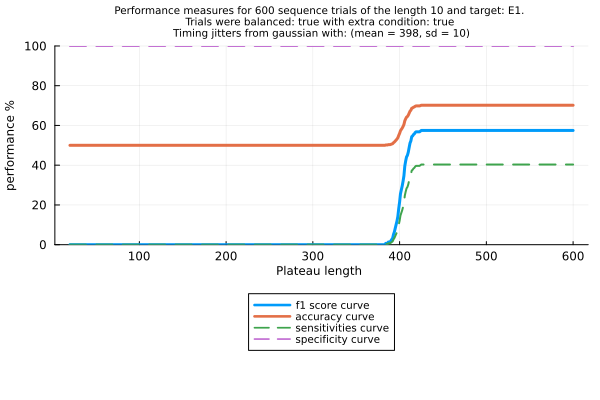 Performance measures for 600 sequence trials of the length 10 and target: E1.
Trials were balanced: true with extra condition: true
Timing jitters from gaussian with: (mean = 398, sd = 10)
100
80
60
40
20
0
performance %
100 200 300 400 500 600
Plateau length
f1 score curve
accuracy curve
sensitivities curve
specificity curve